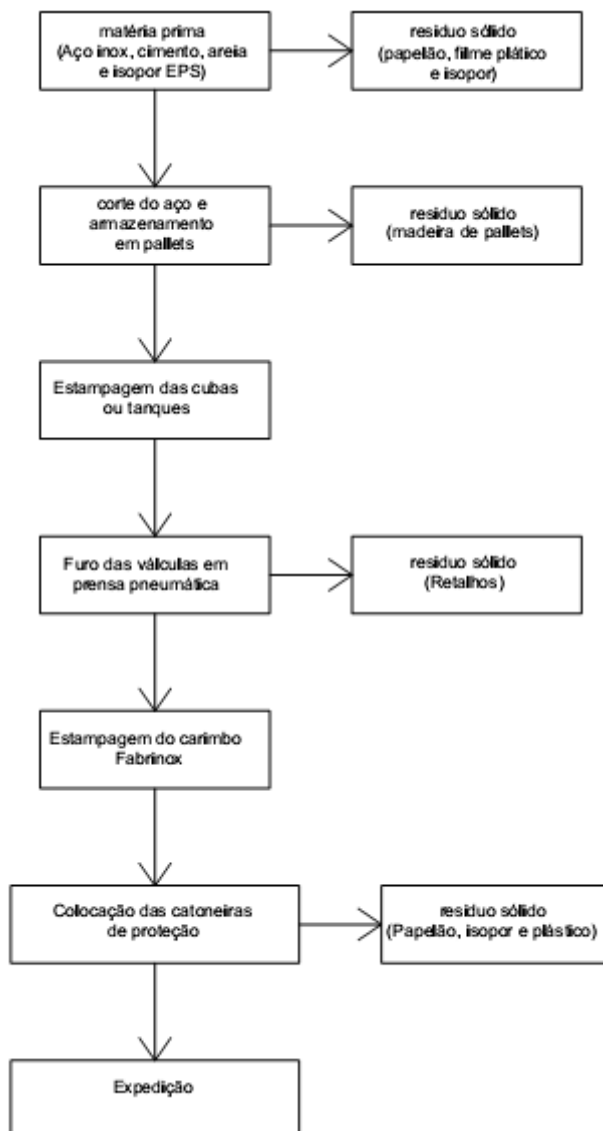 matéria prima
(Aço inox, cimento, areia
e isopor EPS)
residuo sólido
(papelão, filme plático
e isopor)
corte do aço e
armazenamento
em palllets
residuo sólido
(madeira de palllets)
Estampagem das cubas
ou tanques
Furo das válculas em
prensa pneumática
residuo sólido
(Retalhos)
Estampagem do carimbo
Fabrinox
Colocação das catoneiras
de proteção
residuo sólido
(Papelão, isopor e plástico)
Expedição